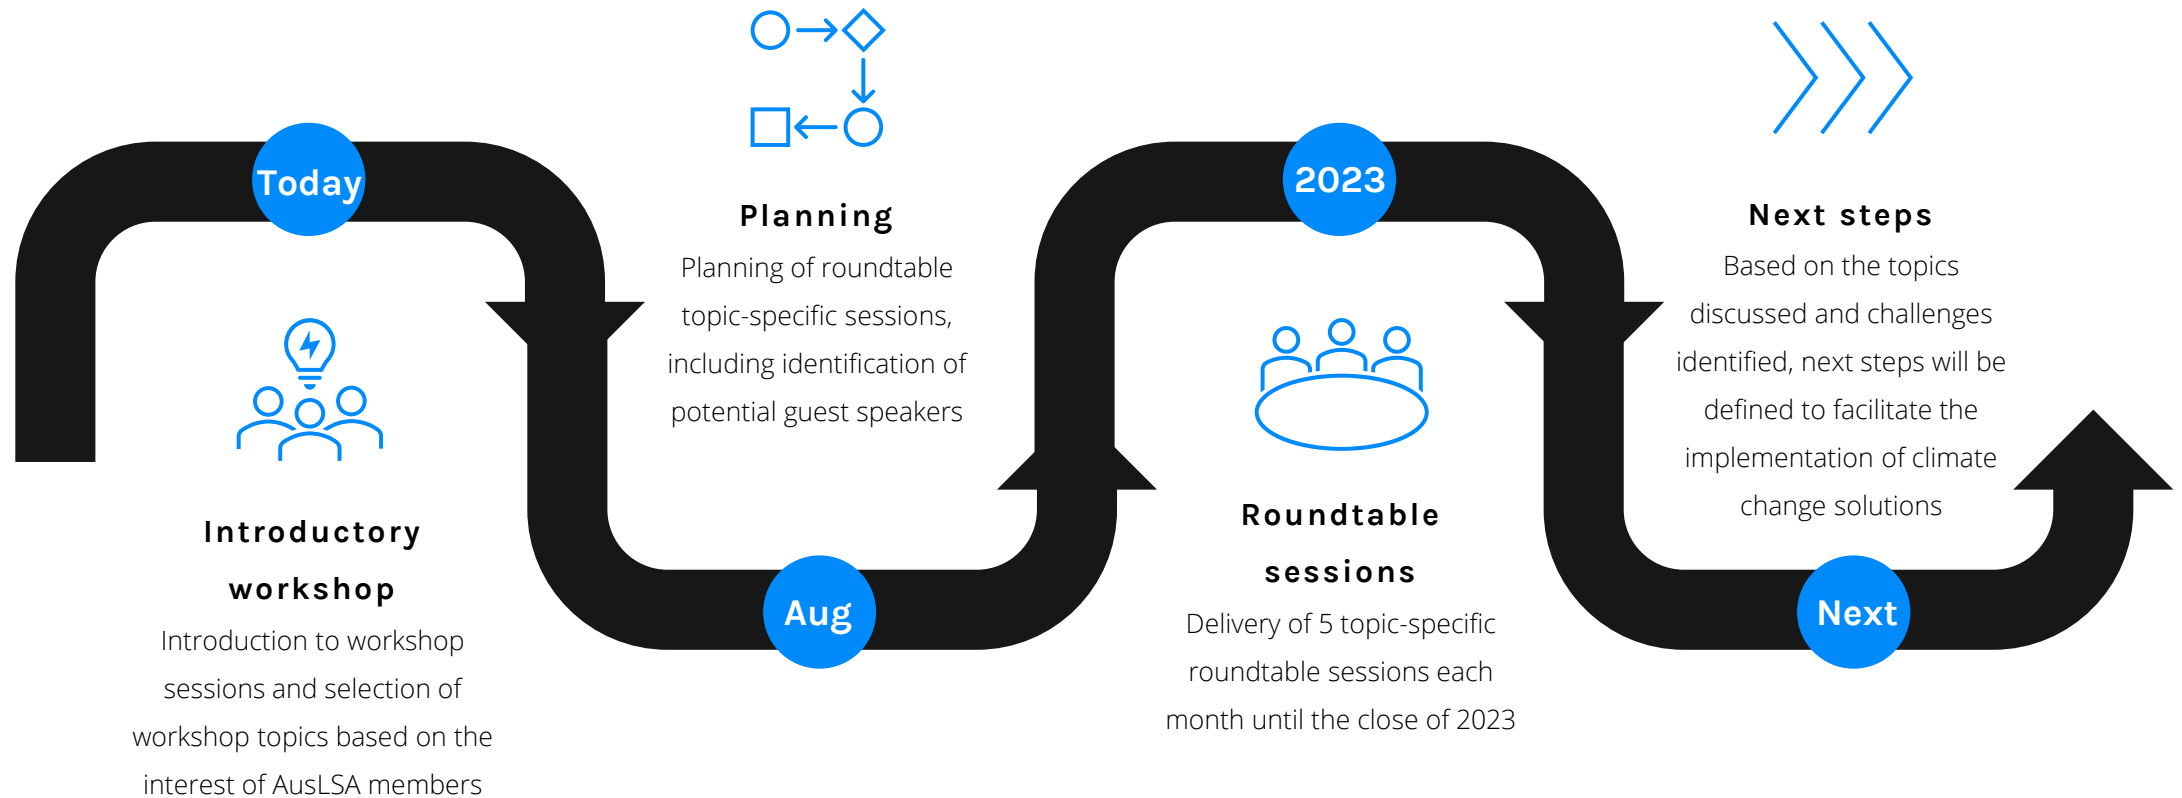 Today
Introductory
workshop
Introduction to workshop
sessions and selection of
workshop topics based on the
interest of AusLSA members
Planning
Planning of roundtable
topic-specific sessions,
including identification of
potential guest speakers
Aug
2023
Roundtable
sessions
Delivery of 5 topic-specific
roundtable sessions each
month until the close of 2023
Next steps
Based on the topics
discussed and challenges
identified, next steps will be
defined to facilitate the
implementation of climate
change solutions
Next